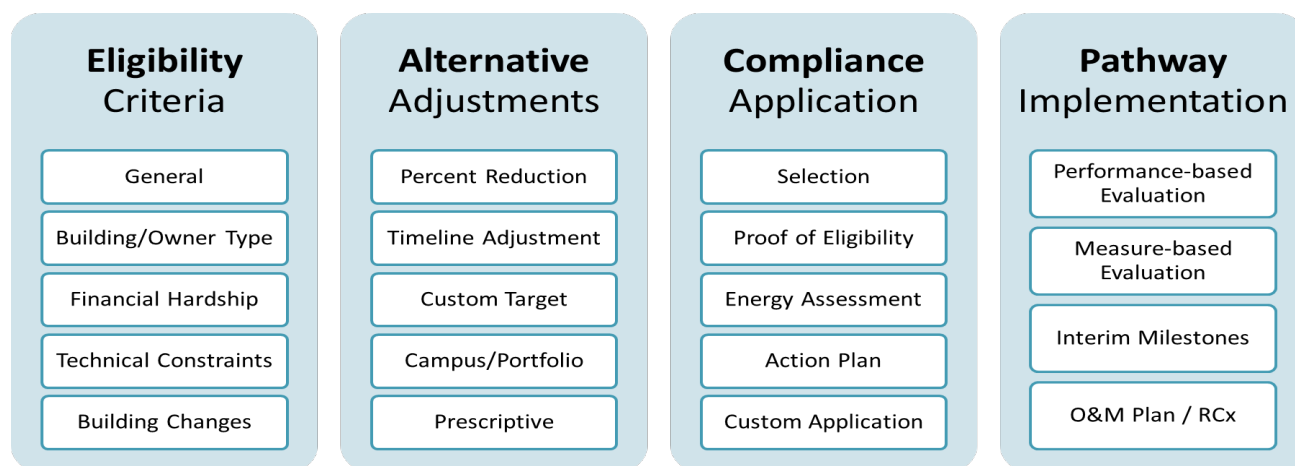 Eligibility
Criteria
General
Building/Owner Type
Financial Hardship
Technical Constraints
Building Changes
Alternative
Adjustments
Percent Reduction
Timeline Adjustment
Custom Target
Campus/Portfolio
Prescriptive
Compliance
Application
Selection
Proof of Eligibility
Energy Assessment
Action Plan
Custom Application
Pathway
Implementation
Performance-based
Evaluation
Measure-based
Evaluation
Interim Milestones
O&M Plan / RCx